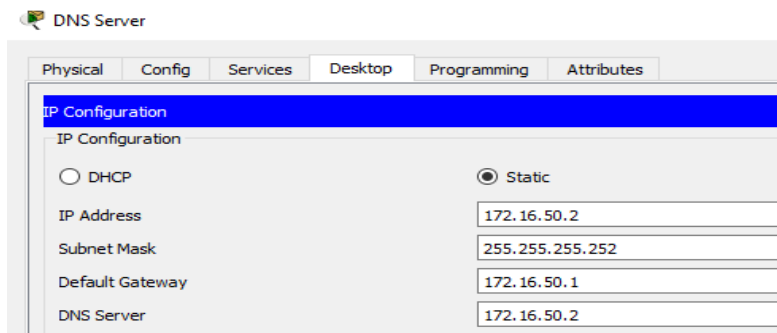 DNS Server
Physical Config Services Desktop Programming Attributes
IP Configuration
IP Configuration
DHCP Static
IP Address 172.16.50.2
Subnet Mask 255.255.255.252
Default Gateway 172.16.50.1
DNS Server 172.16.50.2